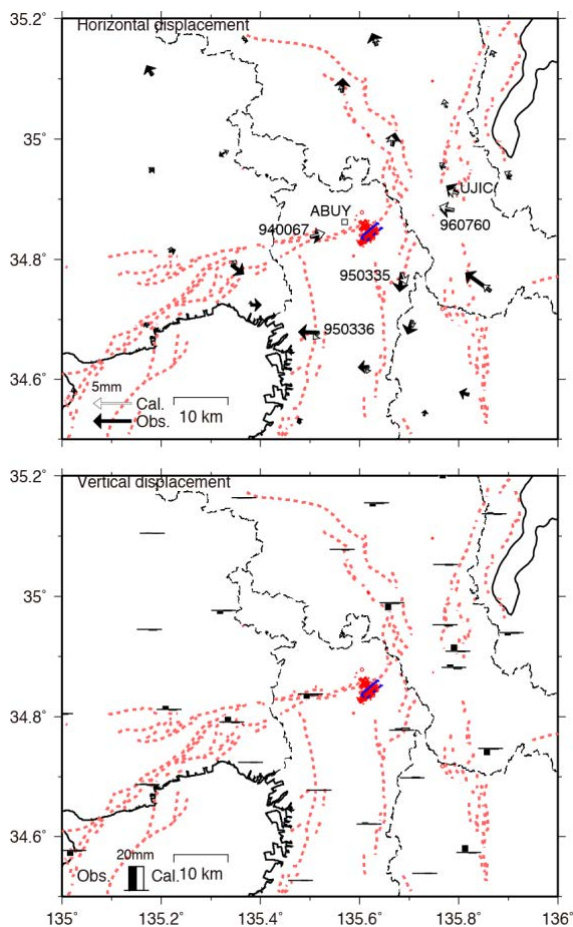 Horizontal displacement
35.2°
35°
34.8°
34.6°
ABUY
UJIC
940067
960760
950335
950336
5mm
Cal.
Obs.
10 km
Vertical displacement
35.2°
35°
34.8°
34.6°
20mm
Obs.
Cal.
10 km
135° 135.2° 135.4° 135.6° 135.8° 136°